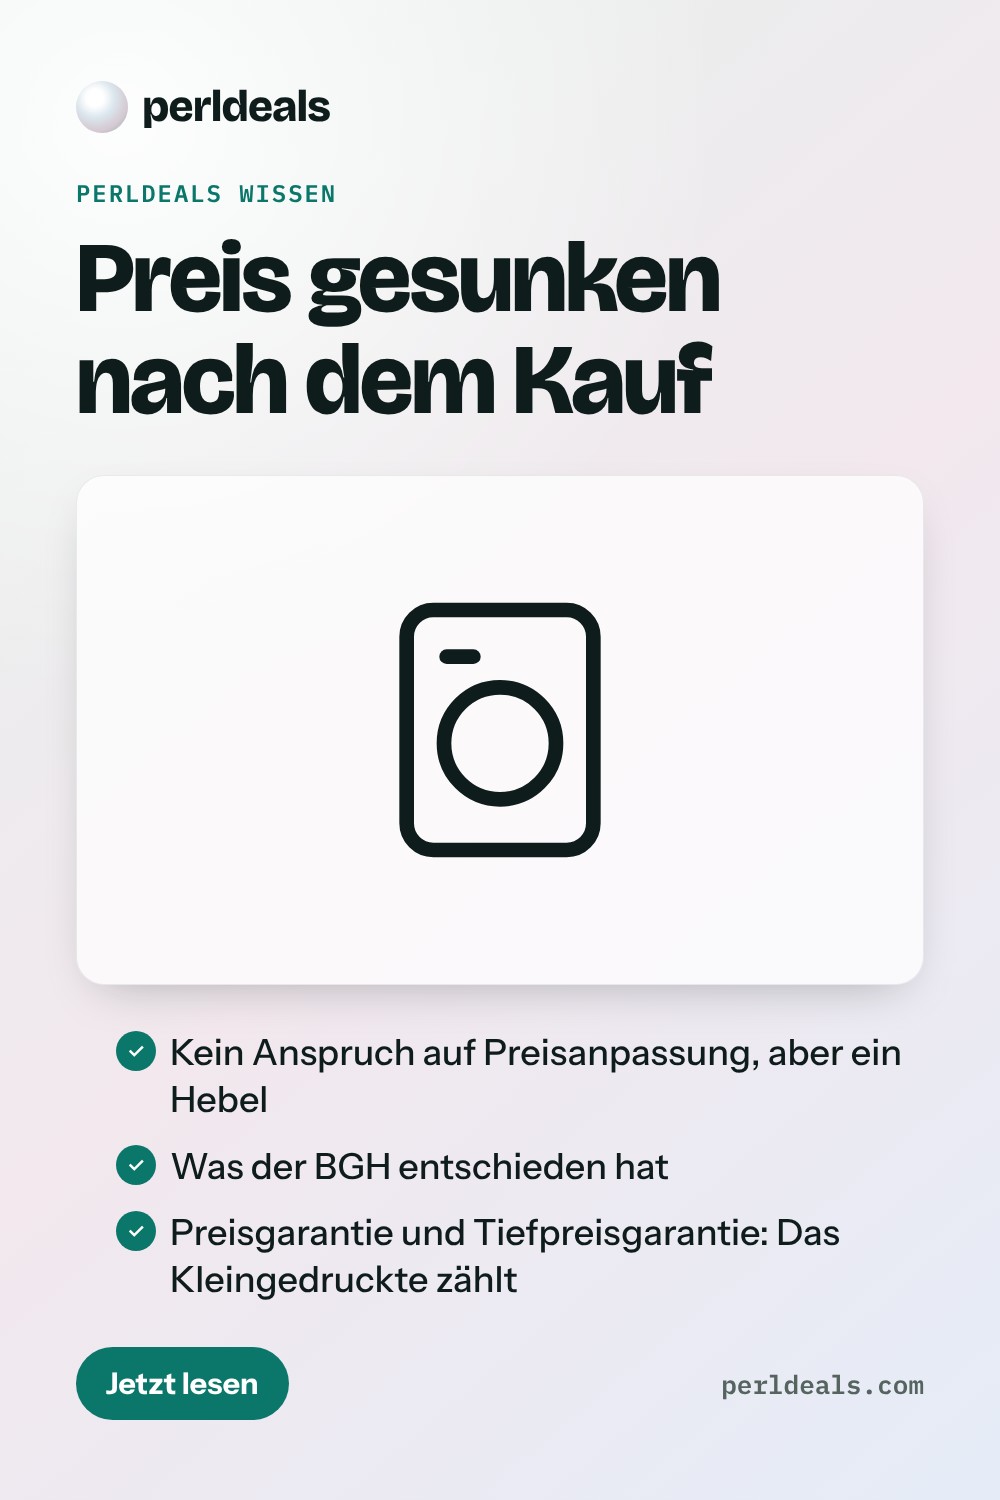 perldeals
PERLDEALS WISSEN
Preis gesunken
nach dem Kauf
Kein Anspruch auf Preisanpassung, aber ein
Hebel
Was der BGH entschieden hat
Preisgarantie und Tiefpreisgarantie: Das
Kleingedruckte zählt
Jetzt lesen
perldeals.com